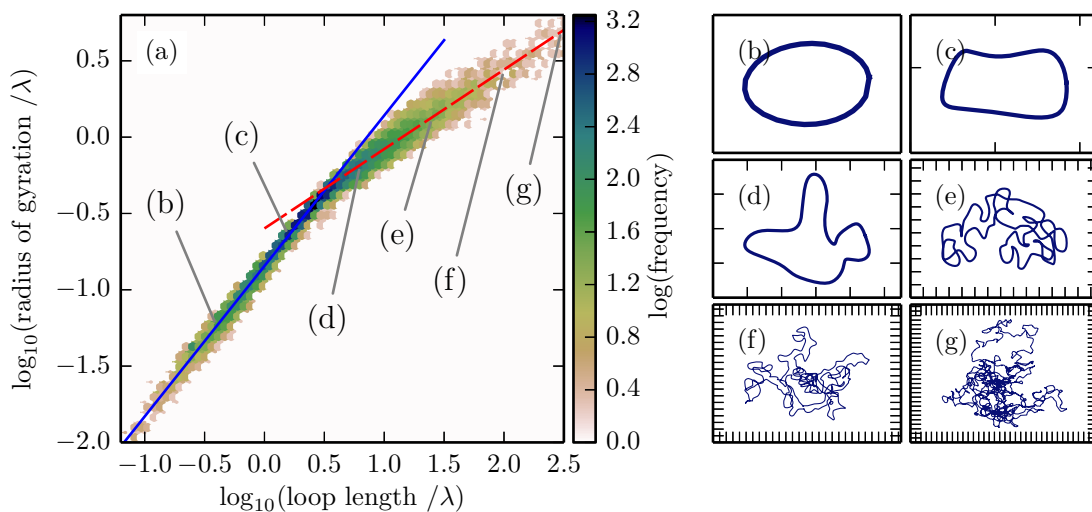 (a)
log₁₀(radius of gyration /λ)
0.5
0.0
−0.5
−1.0
−1.5
−2.0
(b)
(c)
(d)
(e)
(f)
(g)
−1.0 −0.5 0.0 0.5 1.0 1.5 2.0 2.5
log₁₀(loop length /λ)
3.2
2.8
2.4
2.0
1.6
1.2
0.8
0.4
0.0
log(frequency)
(b)
(c)
(d)
(e)
(f)
(g)